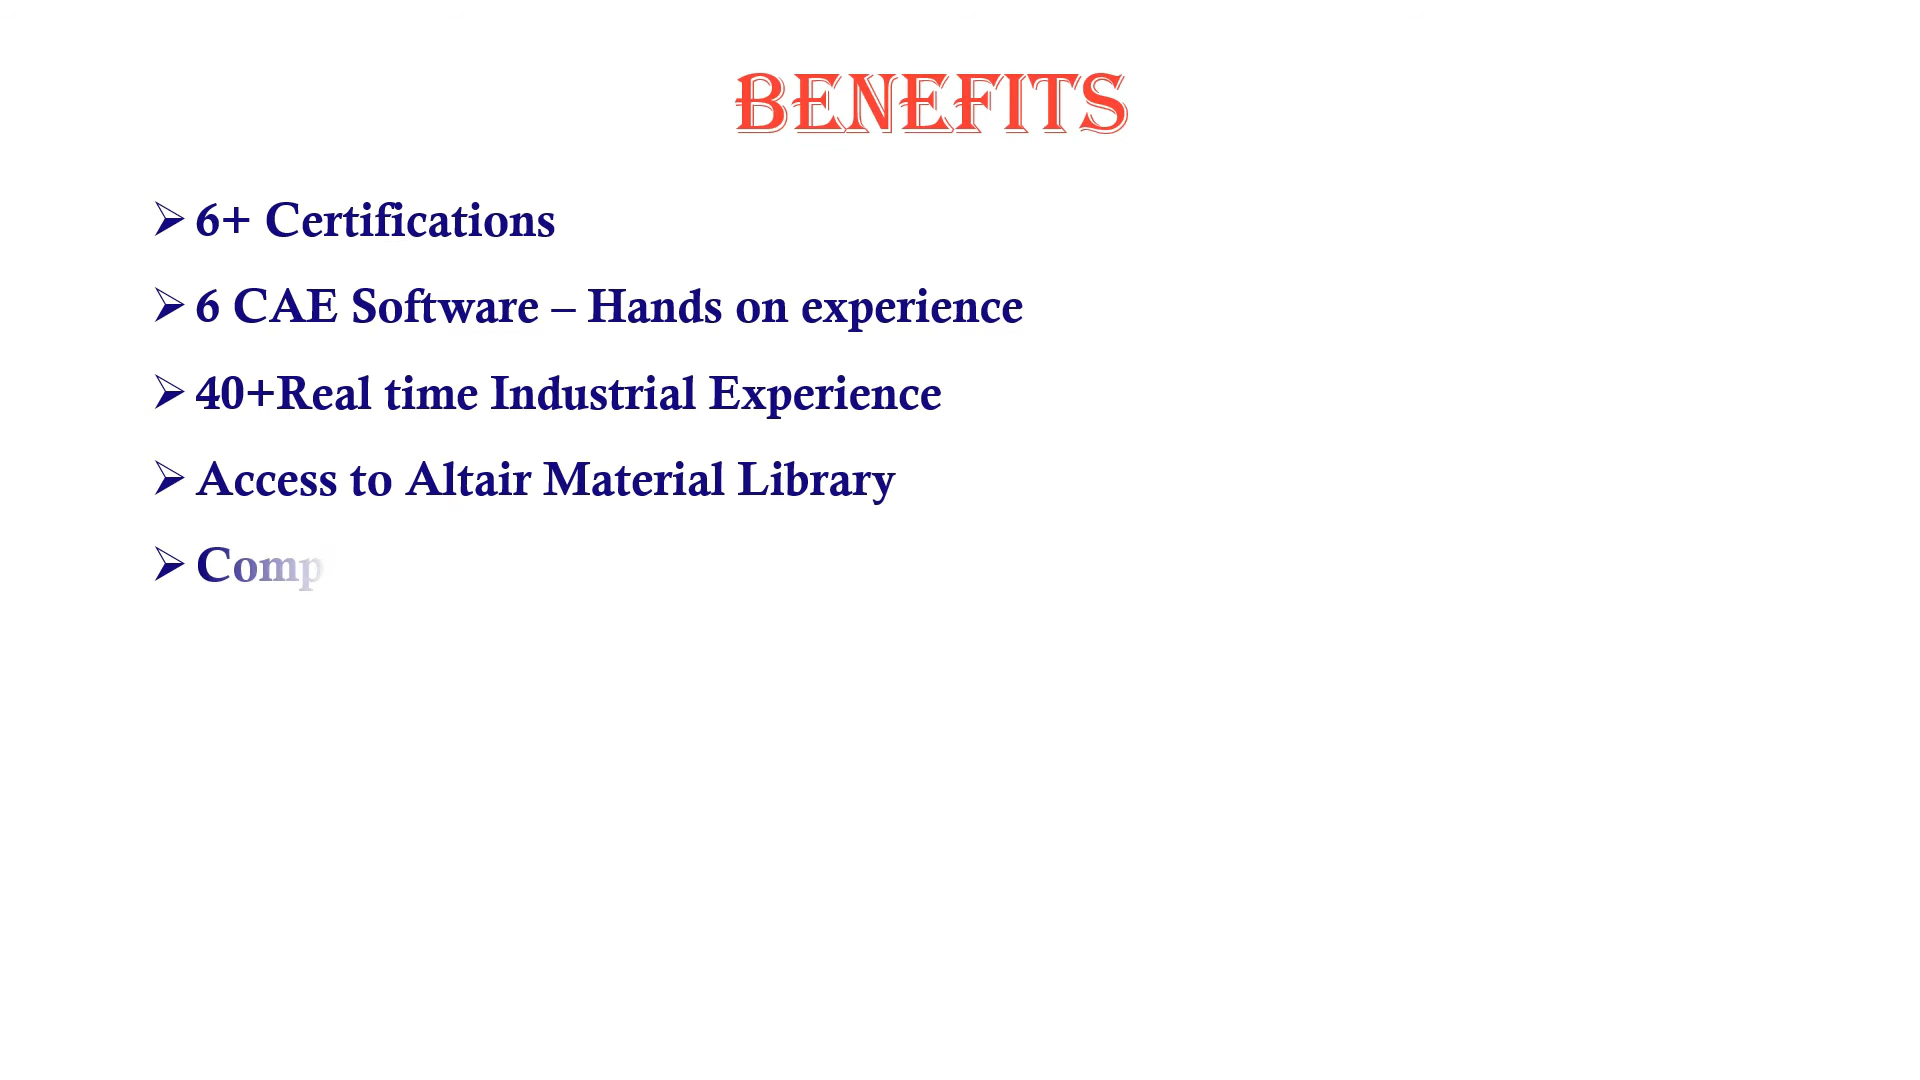 BENEFITS
➢ 6+ Certifications
➢ 6 CAE Software – Hands on experience
➢ 40+Real time Industrial Experience
➢ Access to Altair Material Library
➢ Comp